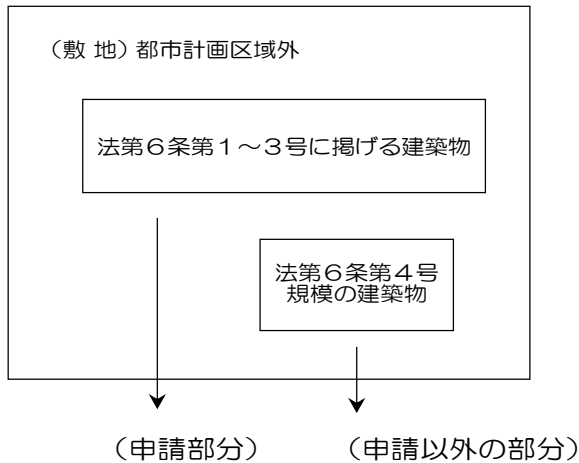 （敷 地）都市計画区域外
法第６条第１～３号に掲げる建築物
法第６条第４号
規模の建築物
（申請部分）
（申請以外の部分）